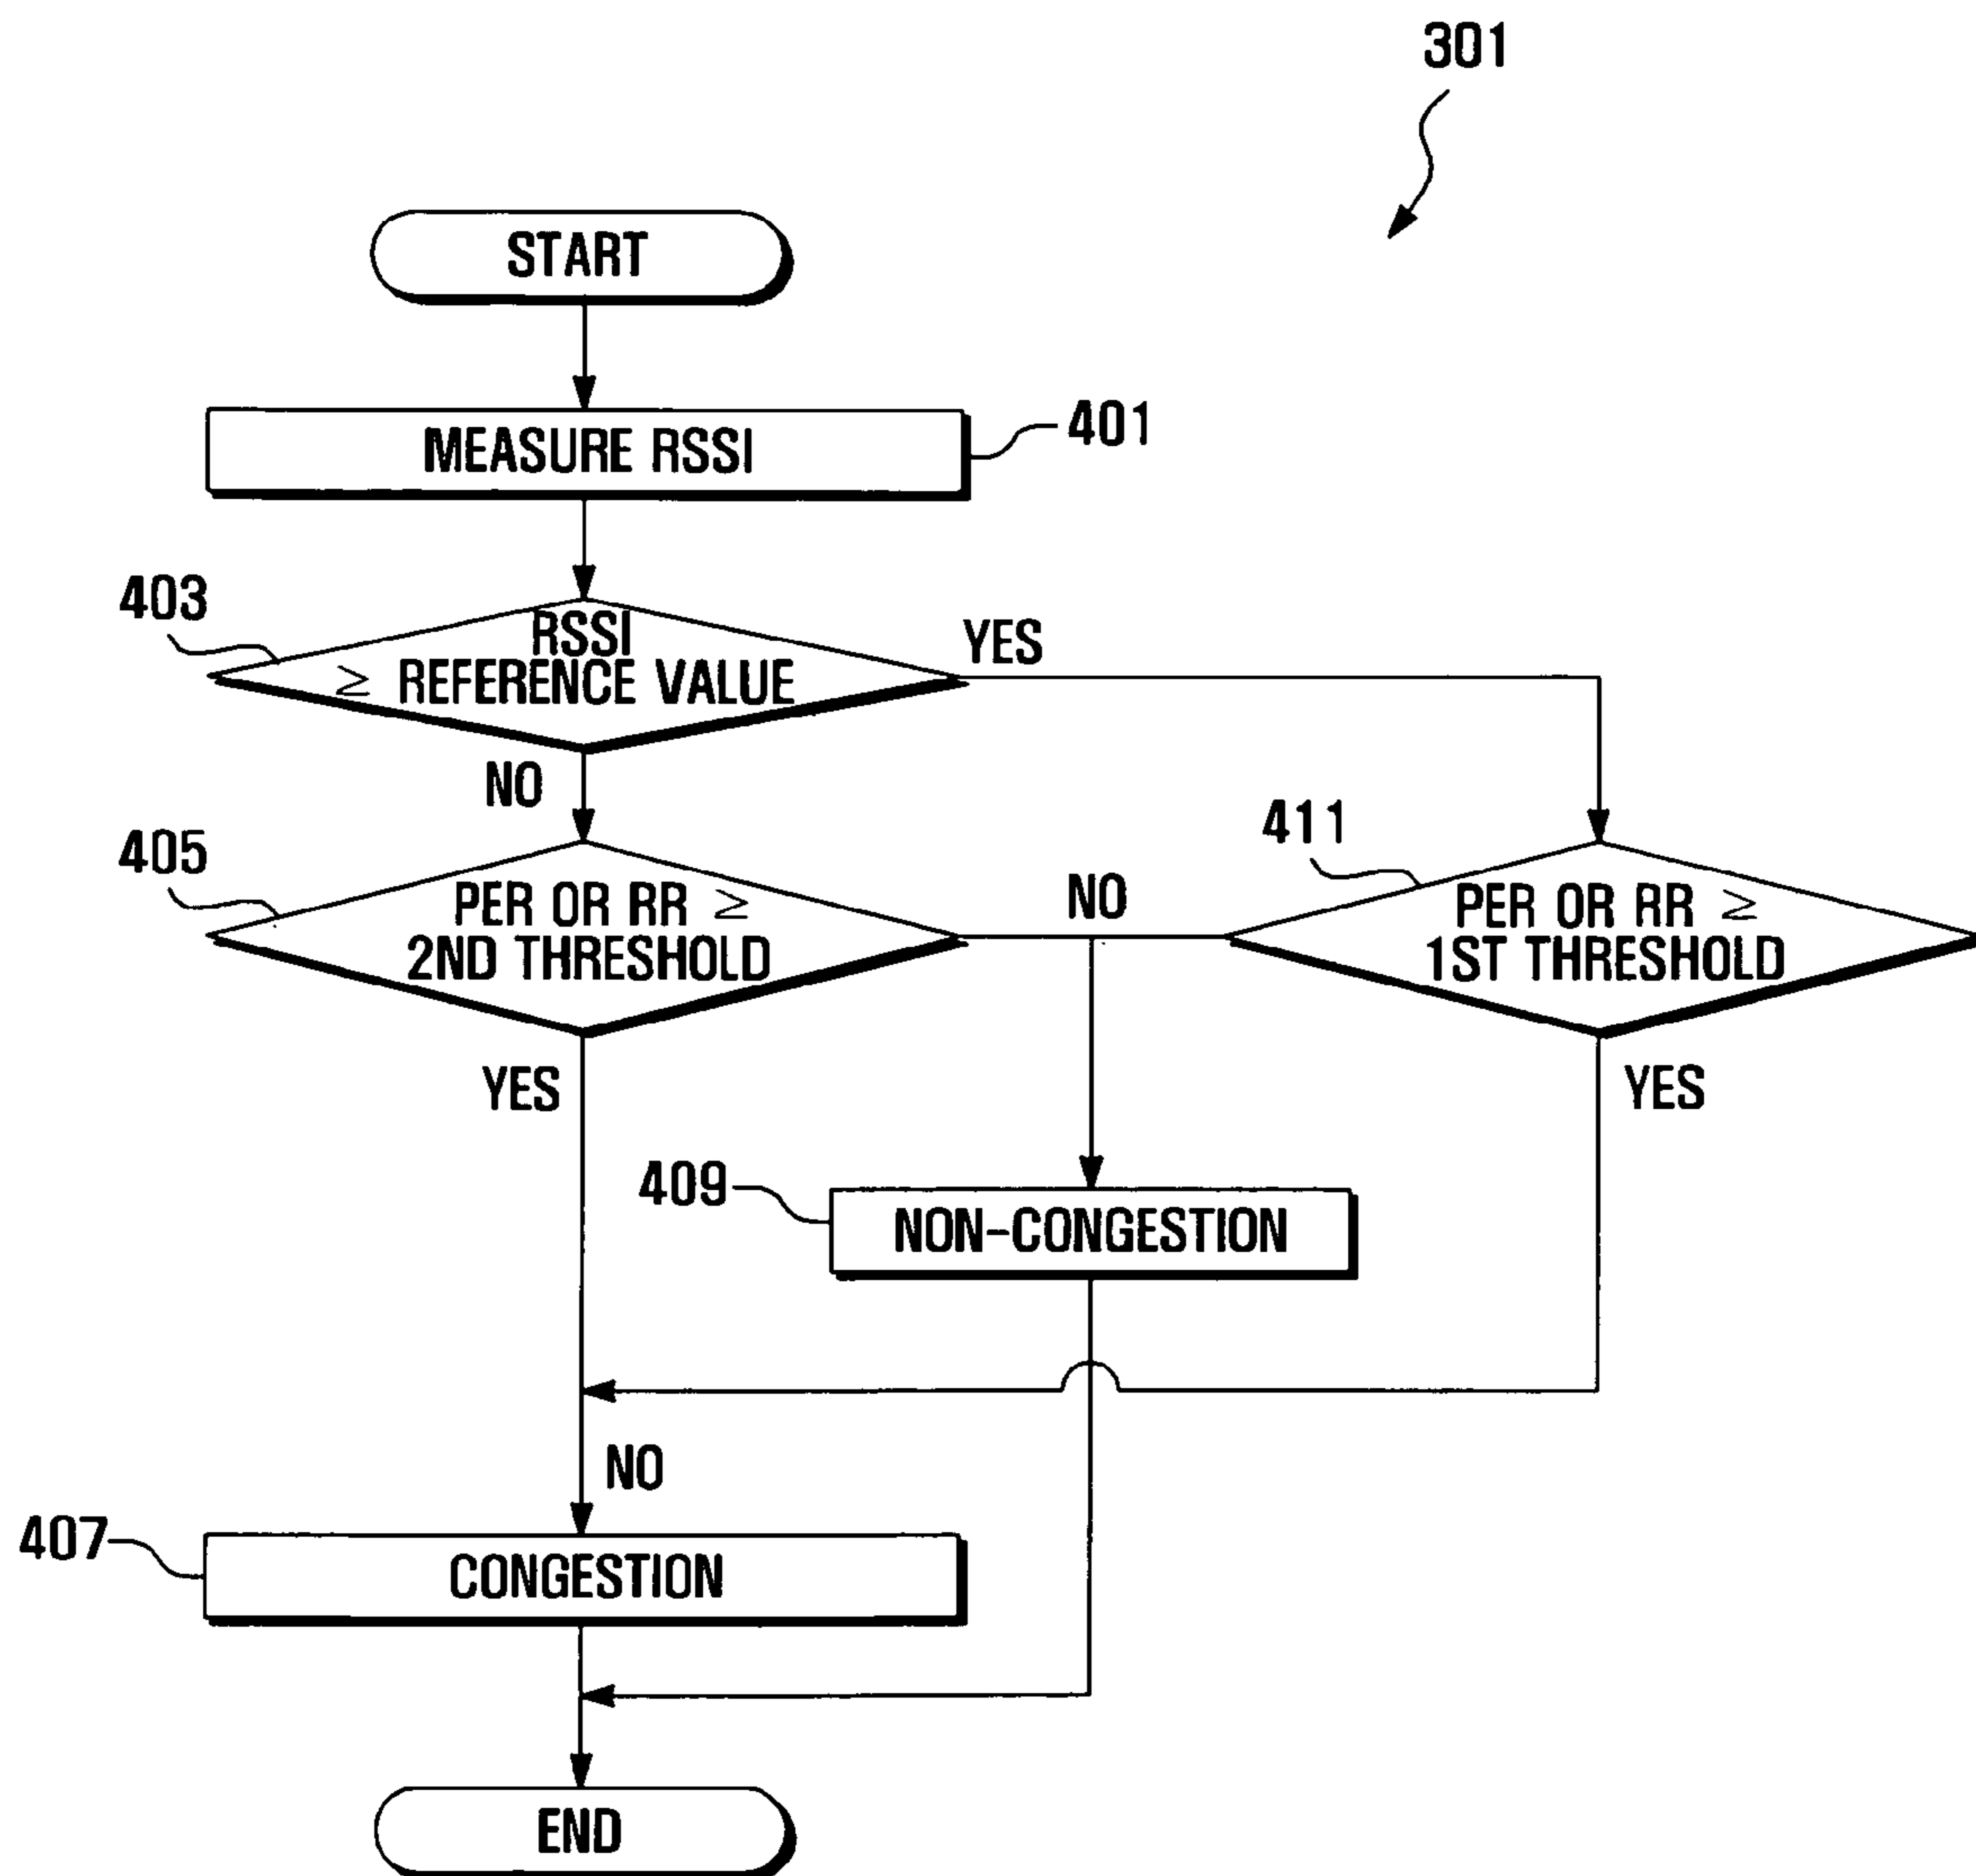 301
START
MEASURE RSSI
401
403
RSSI
≥ REFERENCE VALUE
YES
NO
405
PER OR RR ≥
2ND THRESHOLD
NO
411
PER OR RR ≥
1ST THRESHOLD
YES
YES
409
NON-CONGESTION
NO
407
CONGESTION
END